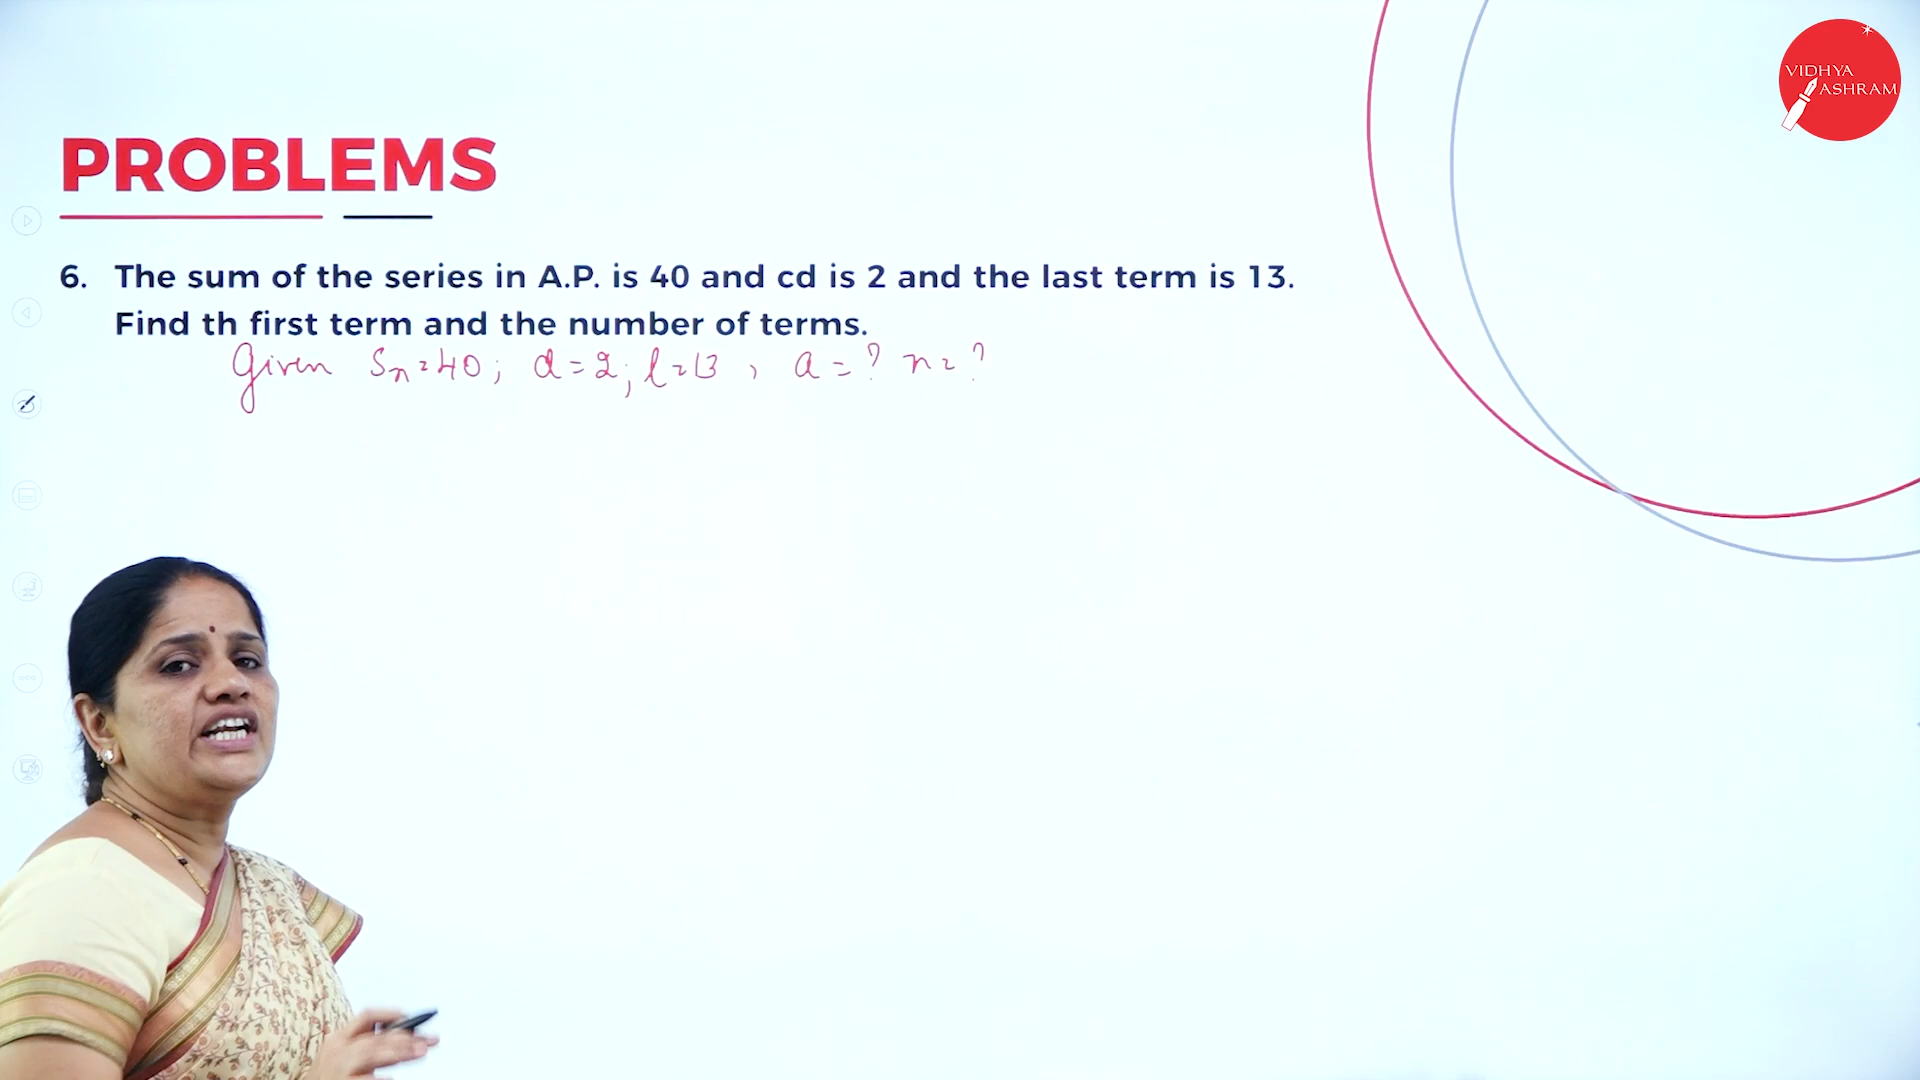 VIDHYA
ASHRAM
PROBLEMS
6. The sum of the series in A.P. is 40 and cd is 2 and the last term is 13.
Find th first term and the number of terms.
Given Sn=40; d=2; l=13, a=? n=?